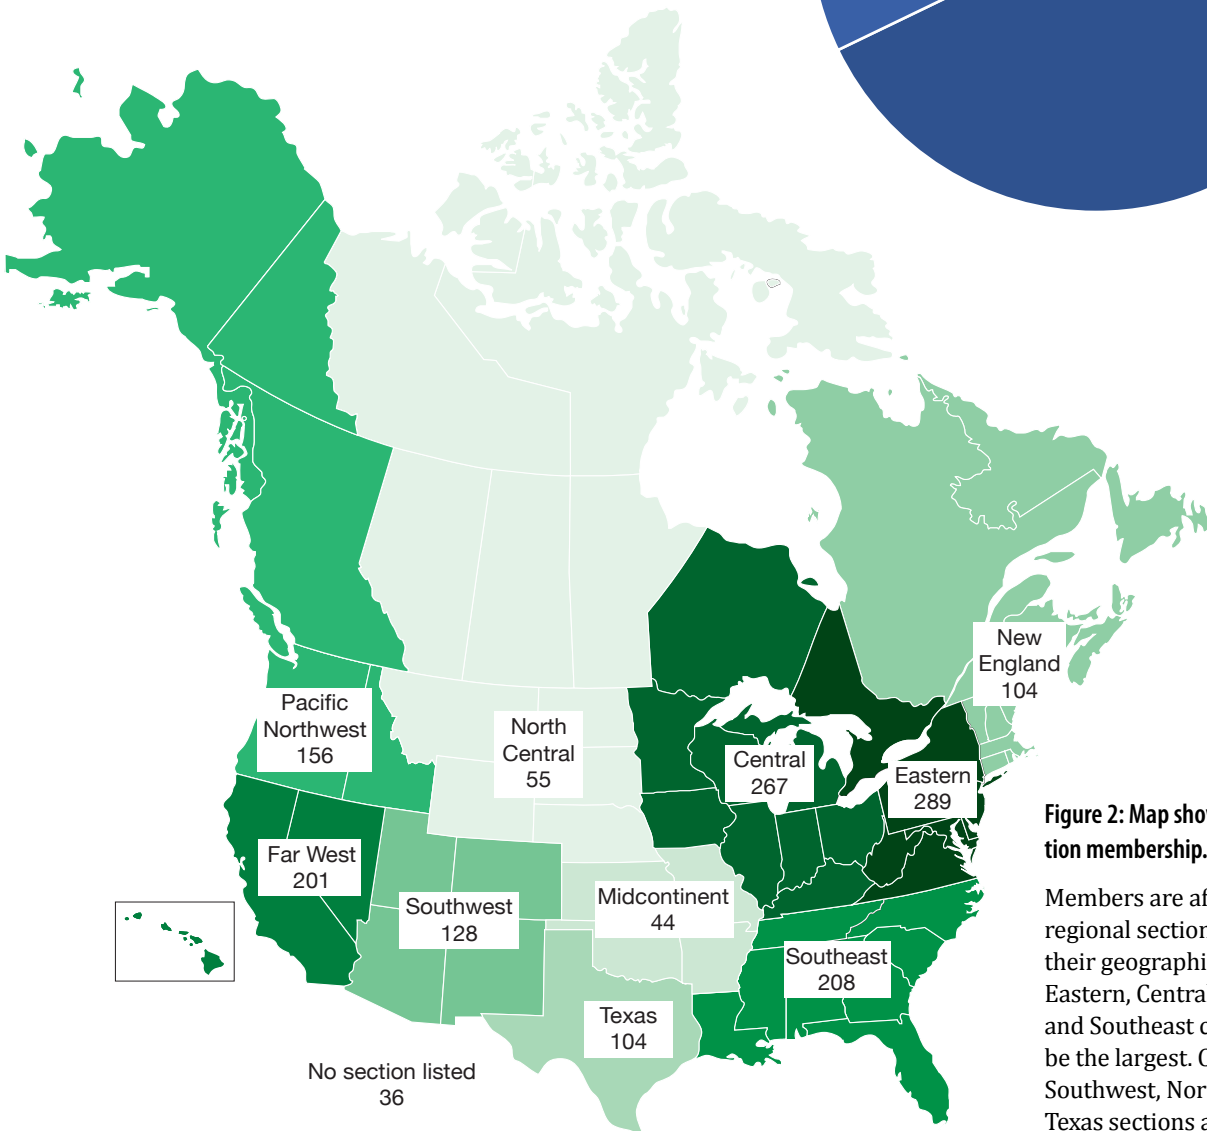 New
England
104
Pacific
Northwest
156
North
Central
55
Central
267
Eastern
289
Far West
201
Southwest
128
Midcontinent
44
Southeast
208
Texas
104
No section listed
36
Figure 2: Map sho
tion membership.
Members are af
regional section
their geographi
Eastern, Central
and Southeast c
be the largest.
Southwest, Nor
Texas sections a